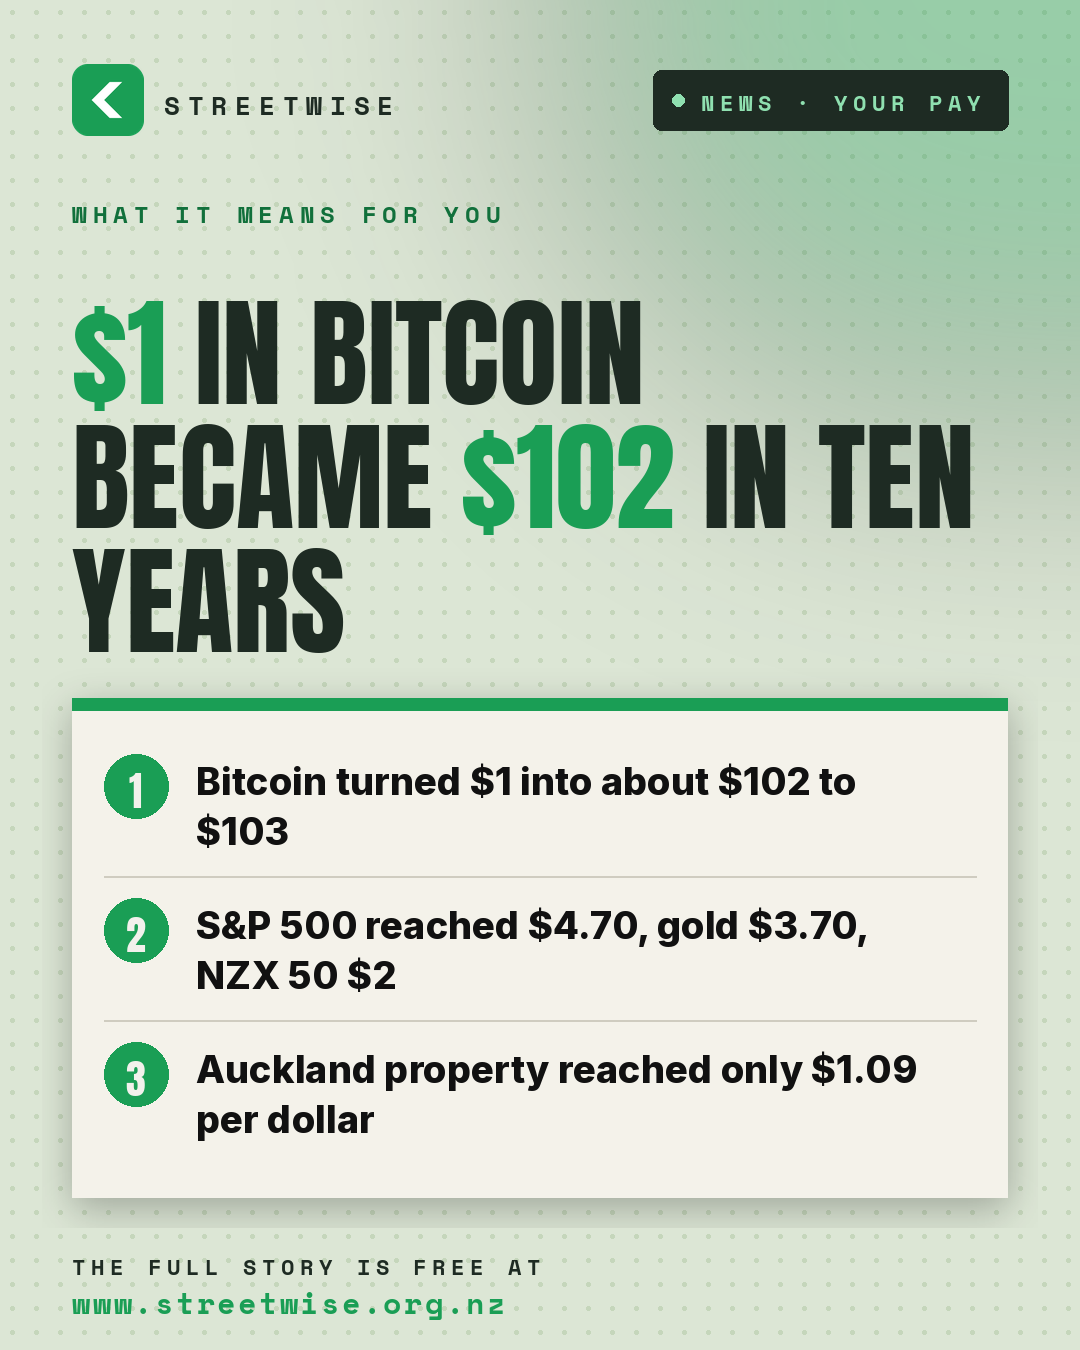 STREETWISE
NEWS · YOUR PAY
WHAT IT MEANS FOR YOU
$1 IN BITCOIN
BECAME $102 IN TEN
YEARS
1
Bitcoin turned $1 into about $102 to
$103
2
S&P 500 reached $4.70, gold $3.70,
NZX 50 $2
3
Auckland property reached only $1.09
per dollar
THE FULL STORY IS FREE AT
www.streetwise.org.nz